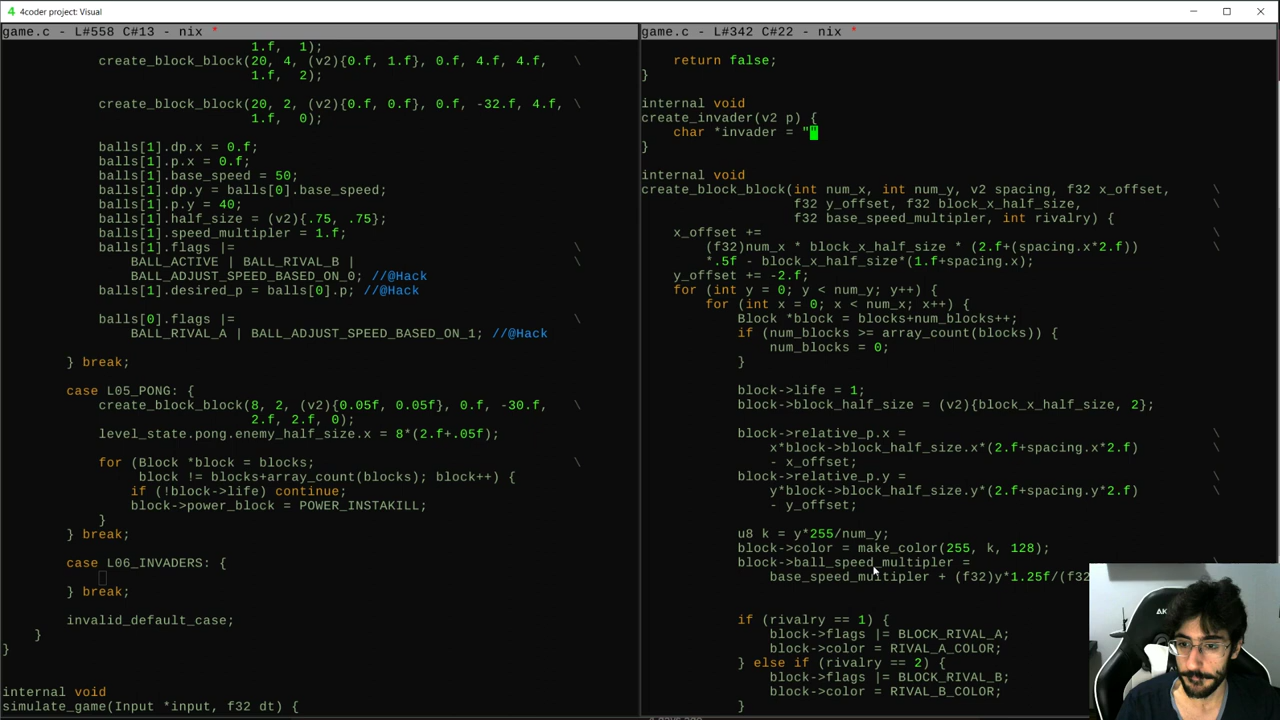 4 4coder project: Visual
game.c - L#558 C#13 - nix *
1.f, 1);
create_block_block(20, 4, (v2){0.f, 1.f}, 0.f, 4.f, 4.f, \
1.f, 2);
create_block_block(20, 2, (v2){0.f, 0.f}, 0.f, -32.f, 4.f, \
1.f, 0);
balls[1].dp.x = 0.f;
balls[1].p.x = 0.f;
balls[1].base_speed = 50;
balls[1].dp.y = balls[0].base_speed;
balls[1].p.y = 40;
balls[1].half_size = (v2){.75, .75};
balls[1].speed_multipler = 1.f;
balls[1].flags |= \
BALL_ACTIVE | BALL_RIVAL_B | \
BALL_ADJUST_SPEED_BASED_ON_0; //@Hack
balls[1].desired_p = balls[0].p; //@Hack
balls[0].flags |= \
BALL_RIVAL_A | BALL_ADJUST_SPEED_BASED_ON_1; //@Hack
} break;
case L05_PONG: {
create_block_block(8, 2, (v2){0.05f, 0.05f}, 0.f, -30.f, \
2.f, 2.f, 0);
level_state.pong.enemy_half_size.x = 8*(2.f+.05f);
for (Block *block = blocks; \
block != blocks+array_count(blocks); block++) {
if (!block->life) continue;
block->power_block = POWER_INSTAKILL;
}
} break;
case L06_INVADERS: {
} break;
invalid_default_case;
}
}
internal void
simulate_game(Input *input, f32 dt) {
game.c - L#342 C#22 - nix *
return false;
}
internal void
create_invader(v2 p) {
char *invader = ""
}
internal void
create_block_block(int num_x, int num_y, v2 spacing, f32 x_offset, \
f32 y_offset, f32 block_x_half_size, \
f32 base_speed_multipler, int rivalry) {
x_offset += \
(f32)num_x * block_x_half_size * (2.f+(spacing.x*2.f)) \
*.5f - block_x_half_size*(1.f+spacing.x);
y_offset += -2.f;
for (int y = 0; y < num_y; y++) {
for (int x = 0; x < num_x; x++) {
Block *block = blocks+num_blocks++;
if (num_blocks >= array_count(blocks)) {
num_blocks = 0;
}
block->life = 1;
block->block_half_size = (v2){block_x_half_size, 2};
block->relative_p.x = \
x*block->block_half_size.x*(2.f+spacing.x*2.f) \
- x_offset;
block->relative_p.y = \
y*block->block_half_size.y*(2.f+spacing.y*2.f) \
- y_offset;
u8 k = y*255/num_y;
block->color = make_color(255, k, 128);
block->ball_speed_multipler = \
base_speed_multipler + (f32)y*1.25f/(f32
if (rivalry == 1) {
block->flags |= BLOCK_RIVAL_A;
block->color = RIVAL_A_COLOR;
} else if (rivalry == 2) {
block->flags |= BLOCK_RIVAL_B;
block->color = RIVAL_B_COLOR;
}